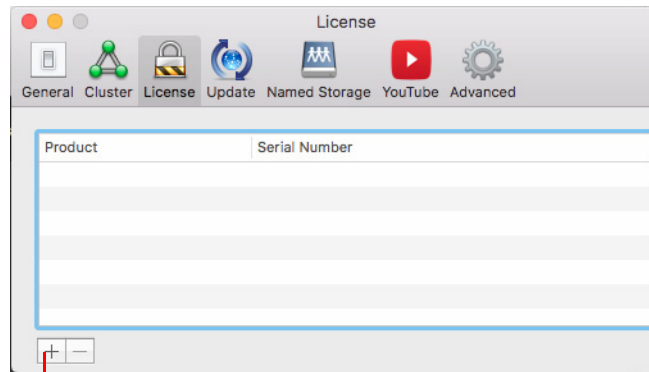 License
General Cluster License Update Named Storage YouTube Advanced
Product Serial Number
+ −